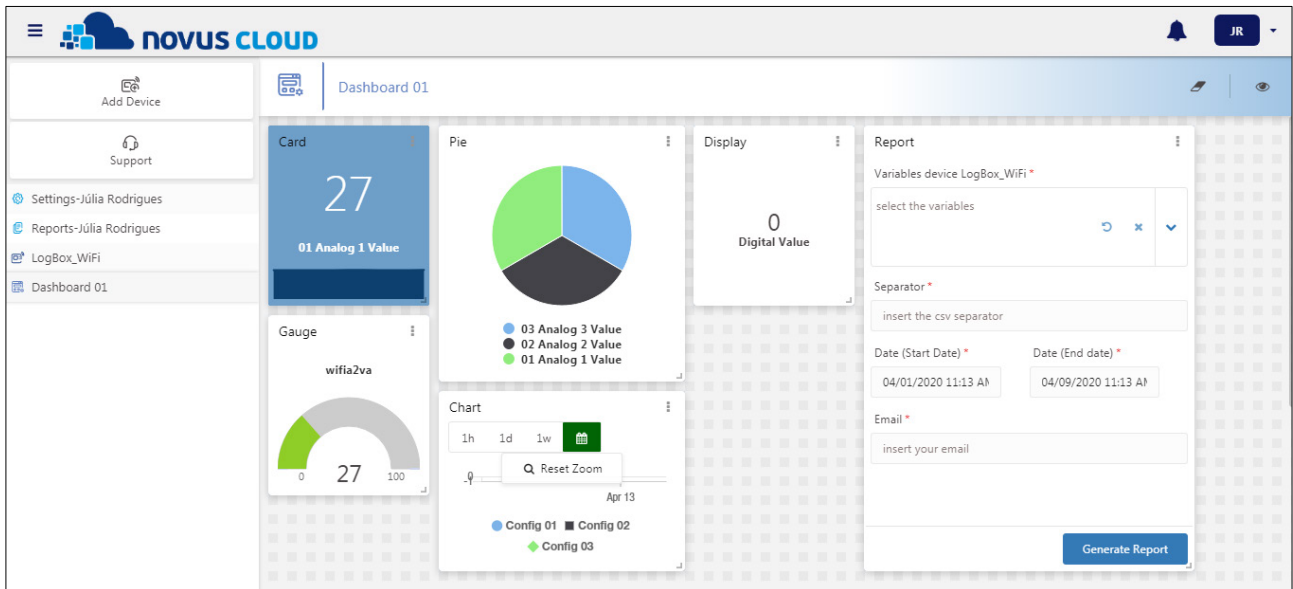 NOVUS CLOUD
JR
Add Device
Support
Settings-Júlia Rodrigues
Reports-Júlia Rodrigues
LogBox_WiFi
Dashboard 01
Dashboard 01
Card
27
01 Analog 1 Value
Gauge
wifia2va
27
0
100
Pie
03 Analog 3 Value
02 Analog 2 Value
01 Analog 1 Value
Chart
1h 1d 1w
Reset Zoom
0
-1
Apr 13
Config 01 Config 02
Config 03
Display
0
Digital Value
Report
Variables device LogBox_WiFi *
select the variables
Separator *
insert the csv separator
Date (Start Date) * Date (End date) *
04/01/2020 11:13 AM 04/09/2020 11:13 AM
Email *
insert your email
Generate Report